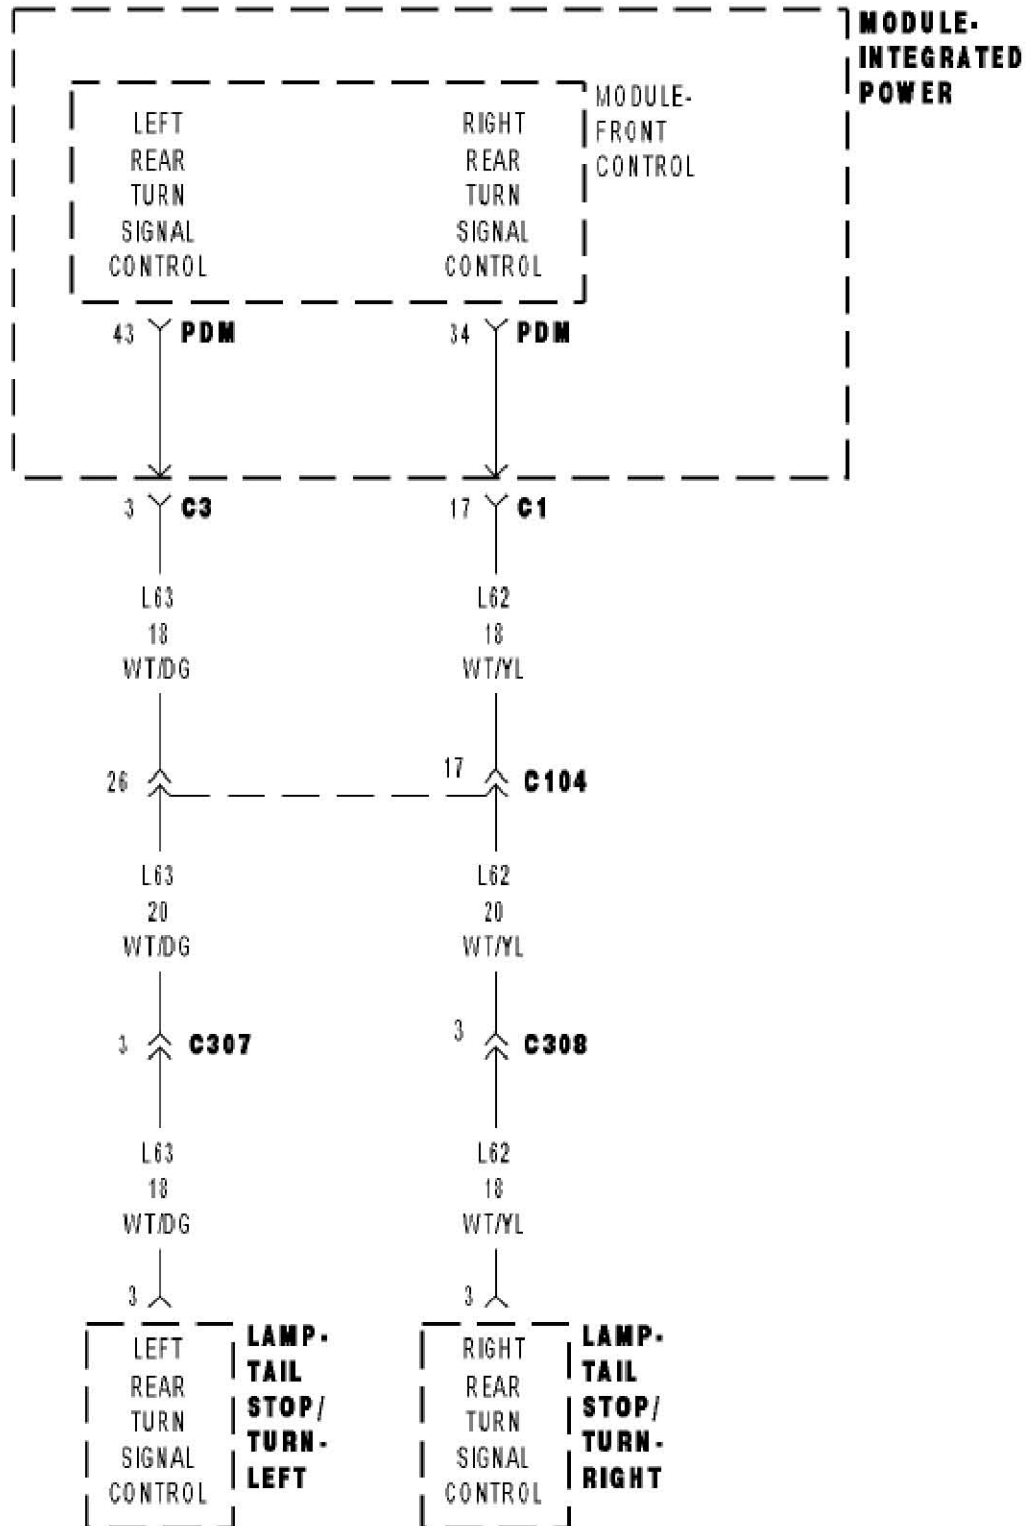 MODULE-
INTEGRATED
POWER
MODULE-
FRONT
CONTROL
LEFT
REAR
TURN
SIGNAL
CONTROL
RIGHT
REAR
TURN
SIGNAL
CONTROL
43 PDM
34 PDM
3 C3
17 C1
L63
18
WT/DG
L62
18
WT/YL
26
17 C104
L63
20
WT/DG
L62
20
WT/YL
3 C307
3 C308
L63
18
WT/DG
L62
18
WT/YL
3
3
LEFT
REAR
TURN
SIGNAL
CONTROL
LAMP-
TAIL
STOP/
TURN-
LEFT
RIGHT
REAR
TURN
SIGNAL
CONTROL
LAMP-
TAIL
STOP/
TURN-
RIGHT